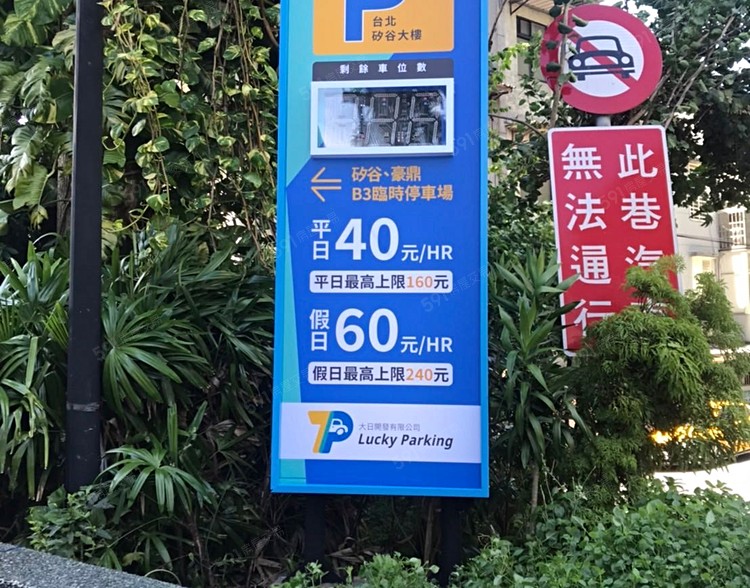 P
台北
矽谷大樓
剩餘車位數
矽谷、豪鼎
B3臨時停車場
平日40元/HR
平日最高上限160元
假日60元/HR
假日最高上限240元
7P
大日開發有限公司
Lucky Parking
此巷汽
無法通行
591